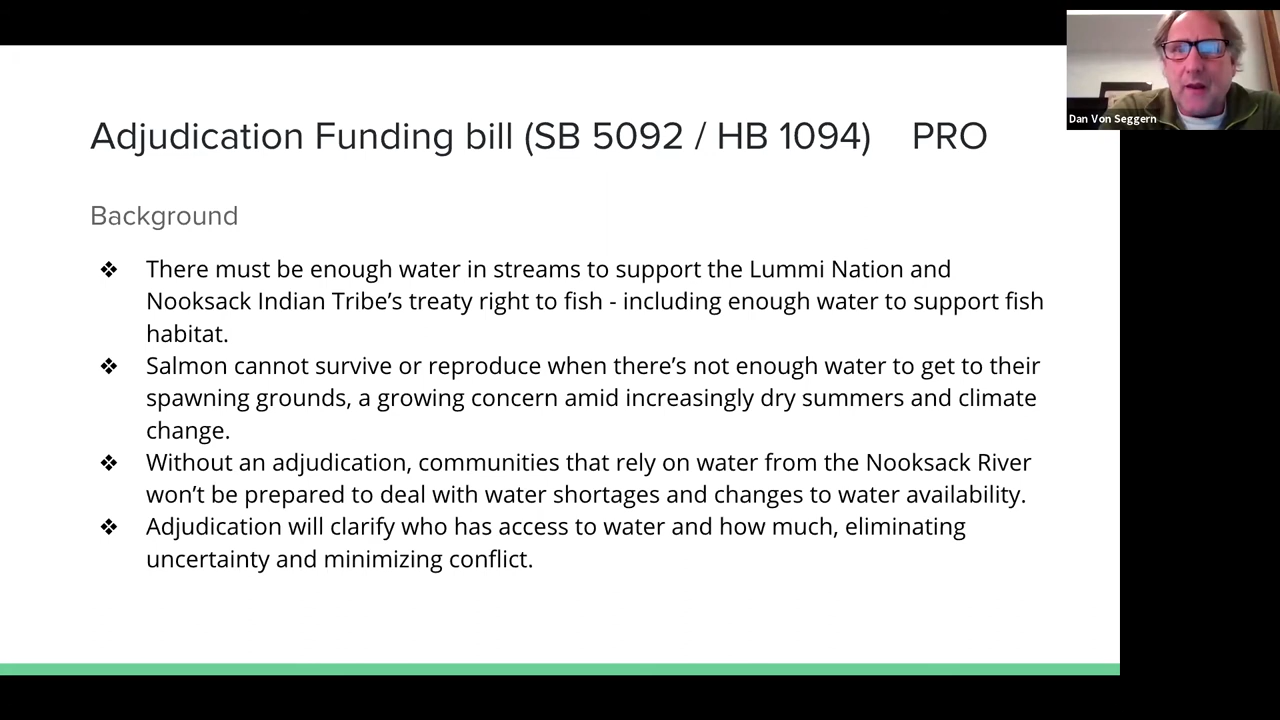 Adjudication Funding bill (SB 5092 / HB 1094) PRO
Dan Von Seggern
Background
❖ There must be enough water in streams to support the Lummi Nation and
Nooksack Indian Tribe’s treaty right to fish - including enough water to support fish
habitat.
❖ Salmon cannot survive or reproduce when there’s not enough water to get to their
spawning grounds, a growing concern amid increasingly dry summers and climate
change.
❖ Without an adjudication, communities that rely on water from the Nooksack River
won’t be prepared to deal with water shortages and changes to water availability.
❖ Adjudication will clarify who has access to water and how much, eliminating
uncertainty and minimizing conflict.